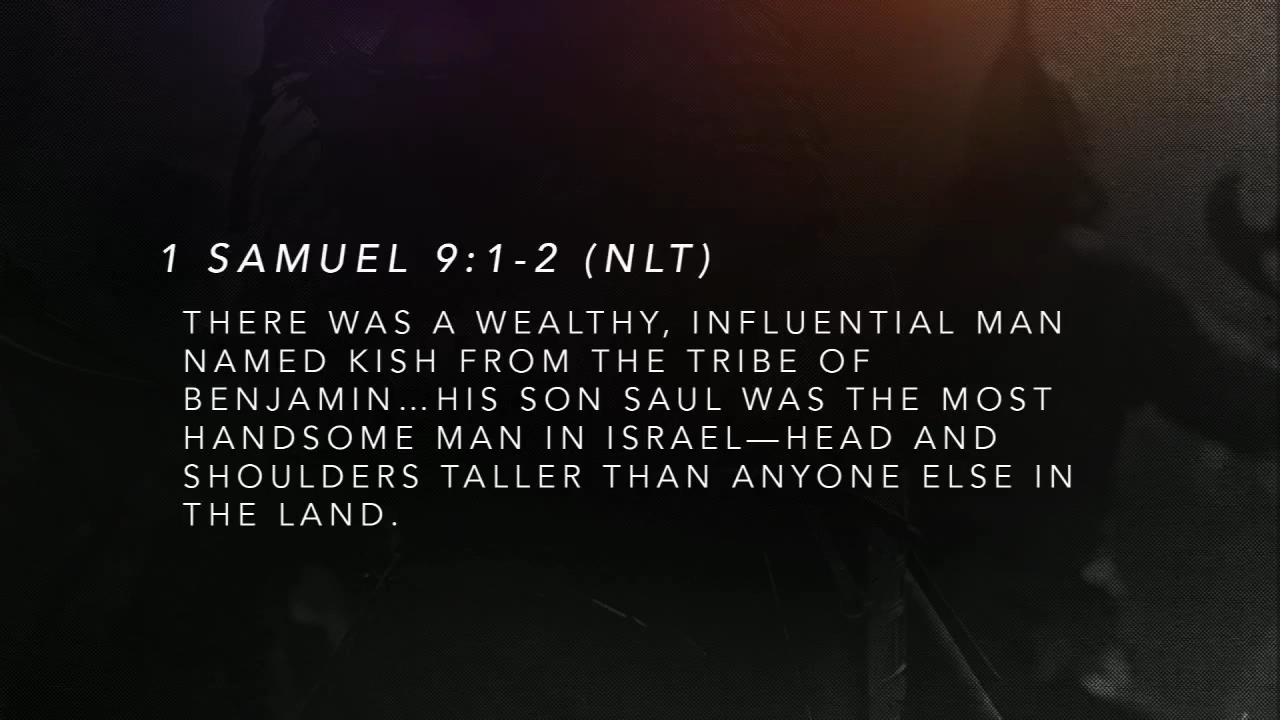 1 SAMUEL 9:1-2 (NLT)
THERE WAS A WEALTHY, INFLUENTIAL MAN
NAMED KISH FROM THE TRIBE OF
BENJAMIN…HIS SON SAUL WAS THE MOST
HANDSOME MAN IN ISRAEL—HEAD AND
SHOULDERS TALLER THAN ANYONE ELSE IN
THE LAND.